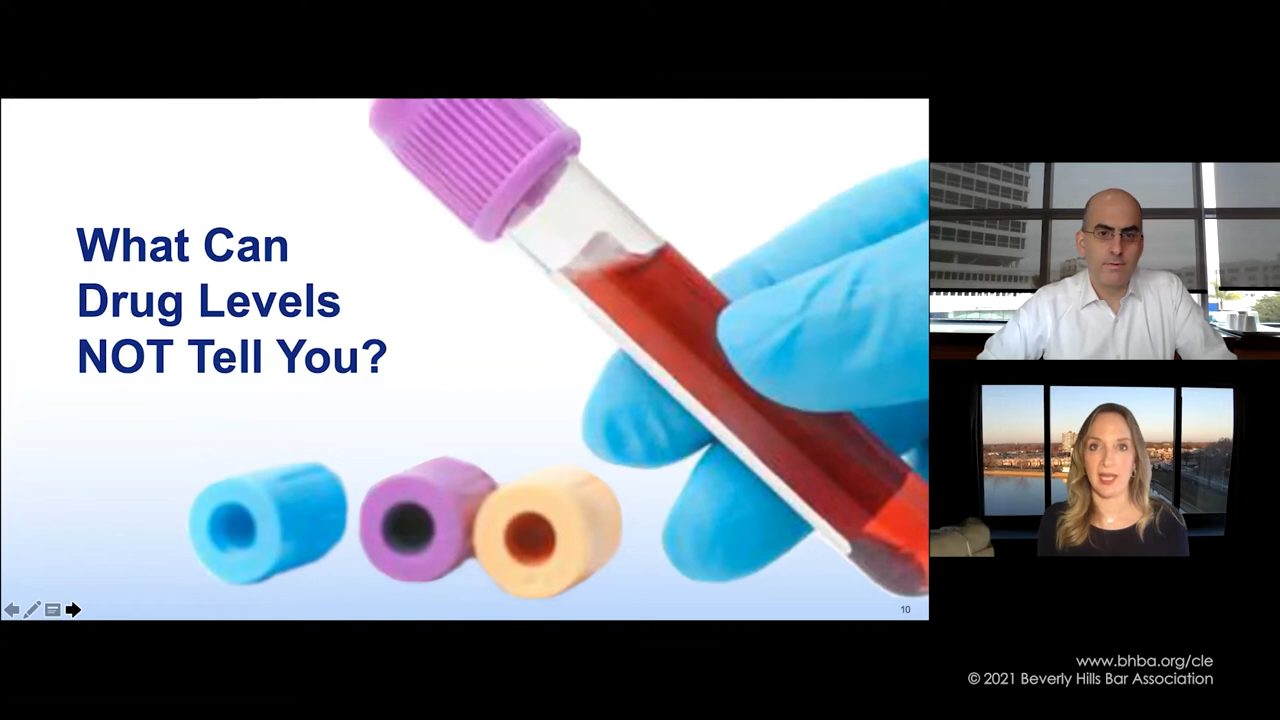 What Can
Drug Levels
NOT Tell You?
10
www.bhba.org/cle
© 2021 Beverly Hills Bar Association